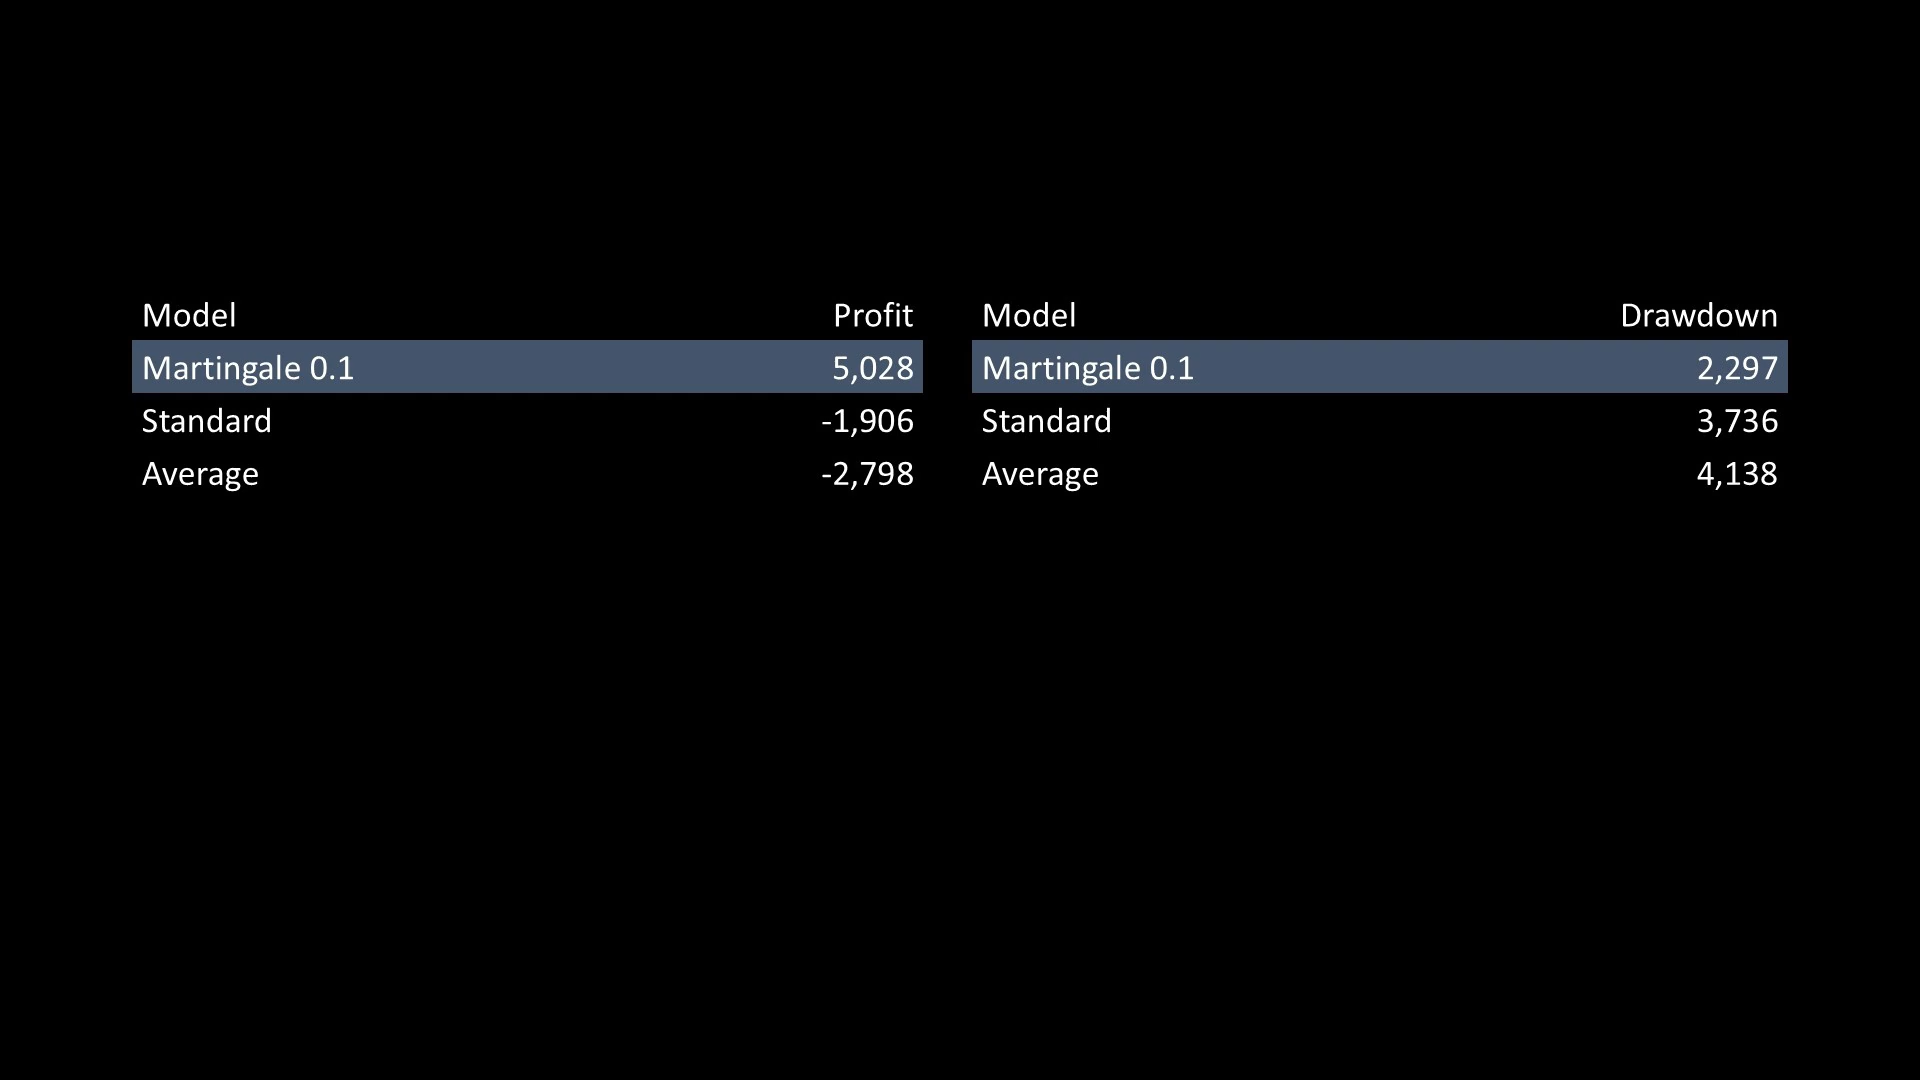 Model Profit
Martingale 0.1 5,028
Standard -1,906
Average -2,798
Model Drawdown
Martingale 0.1 2,297
Standard 3,736
Average 4,138